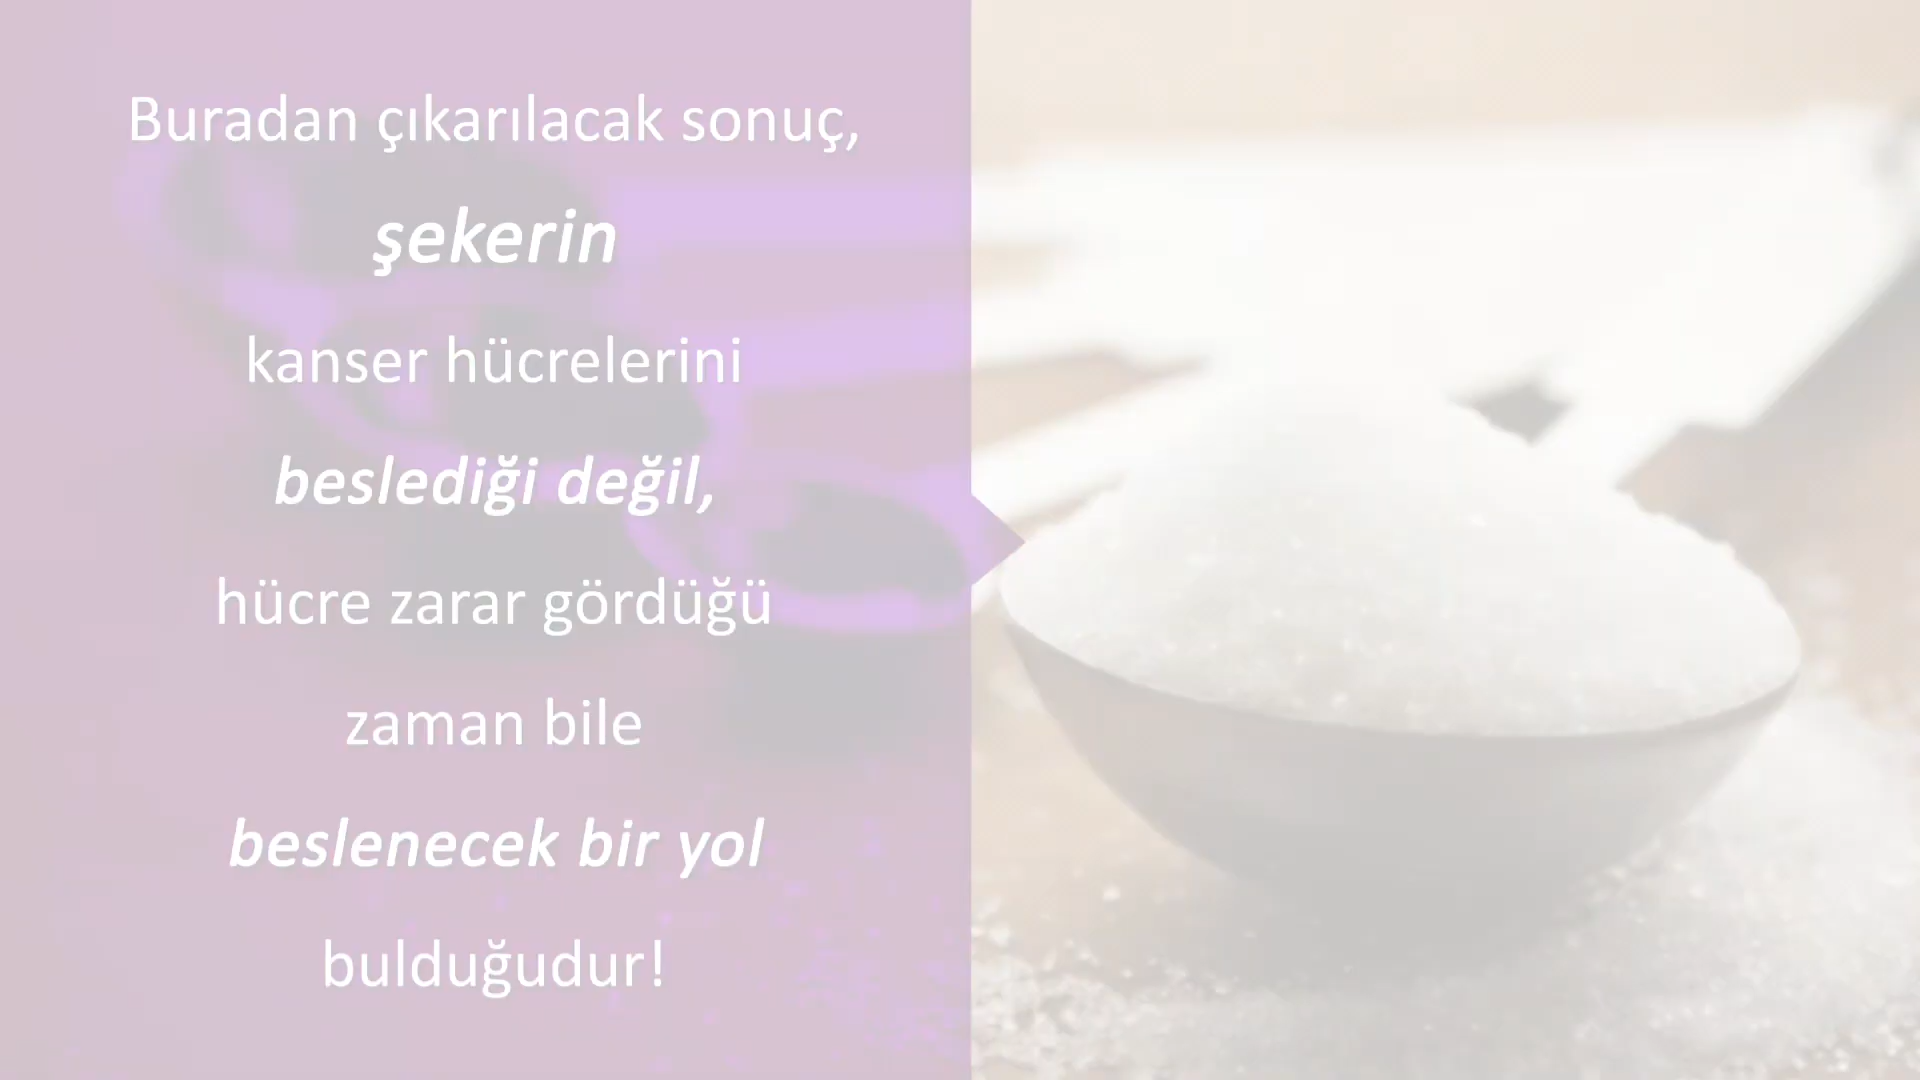 Buradan çıkarılacak sonuç,
şekerin
kanser hücrelerini
beslediği değil,
hücre zarar gördüğü
zaman bile
beslenecek bir yol
bulduğudur!